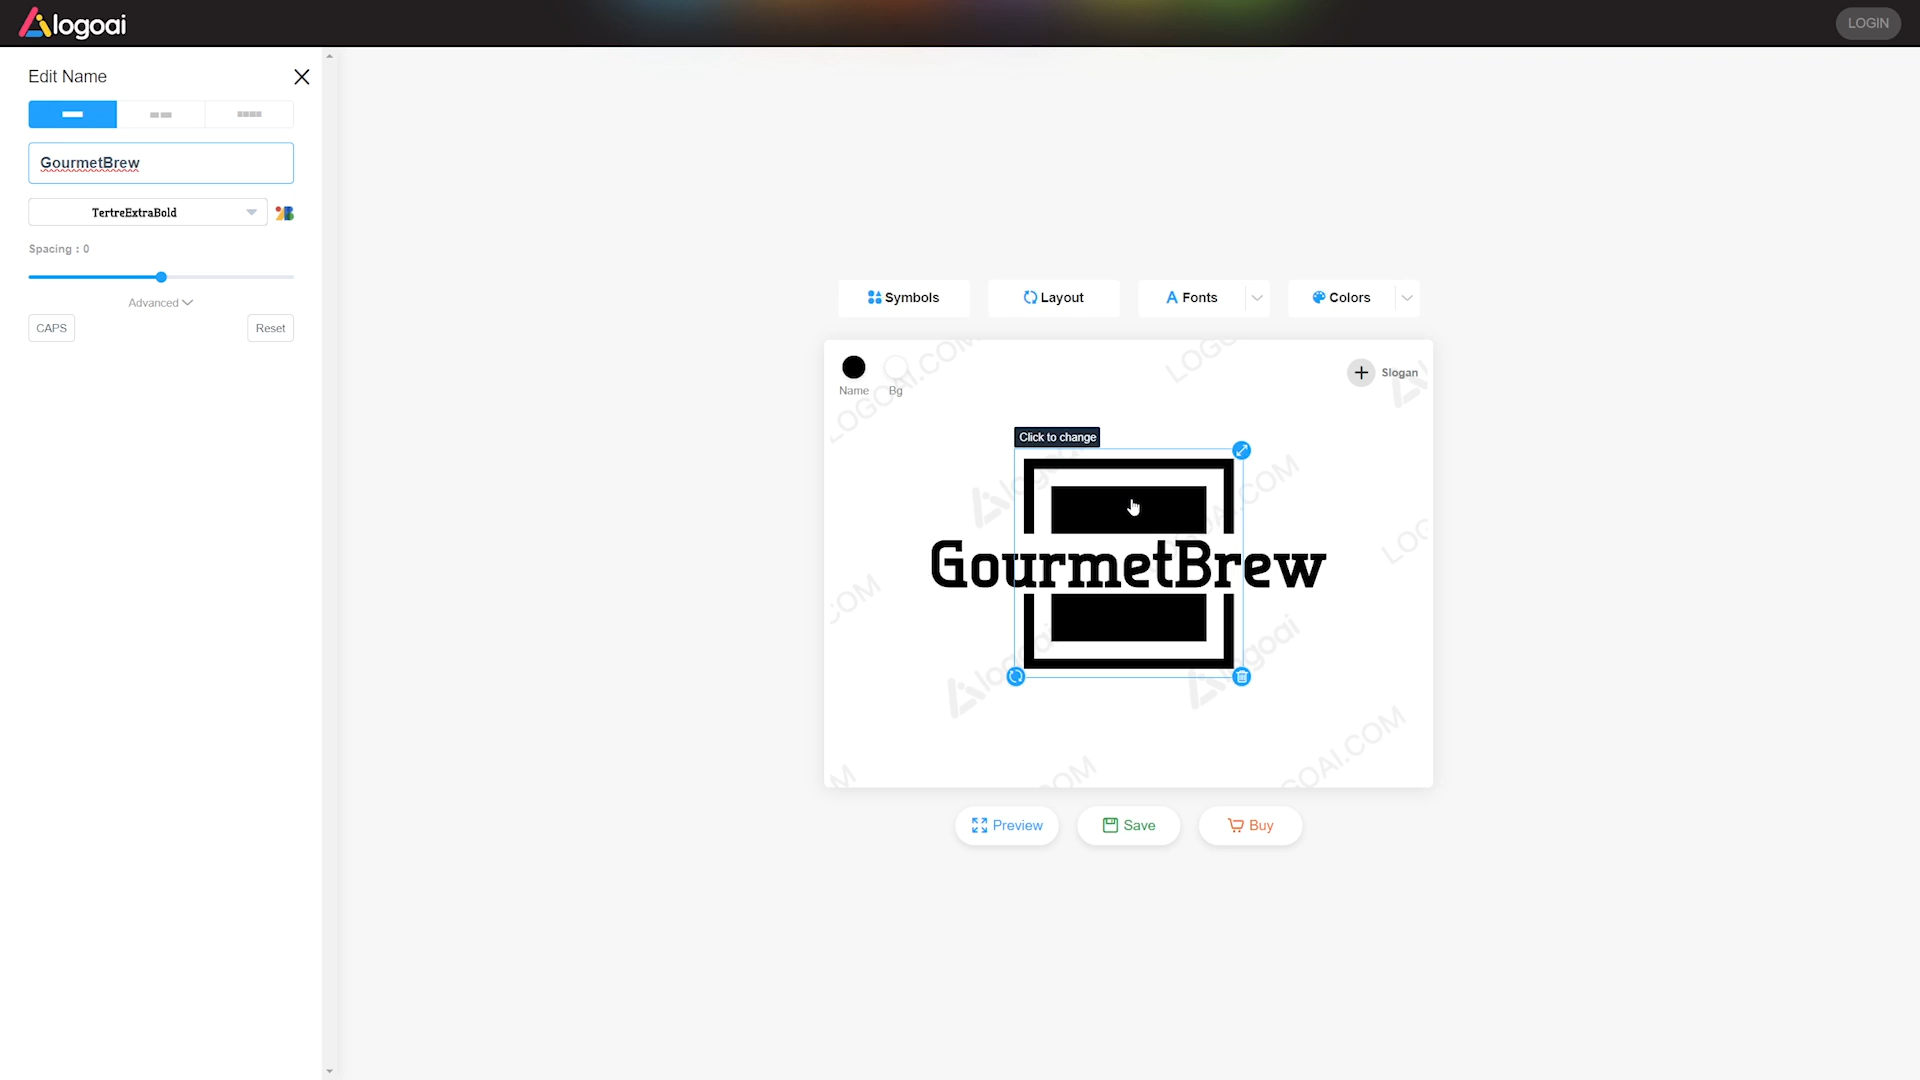 logoai
LOGIN
Edit Name
GourmetBrew
TertreExtraBold
Spacing : 0
Advanced
CAPS
Reset
Symbols
Layout
Fonts
Colors
Name
Bg
Slogan
Click to change
GourmetBrew
Preview
Save
Buy